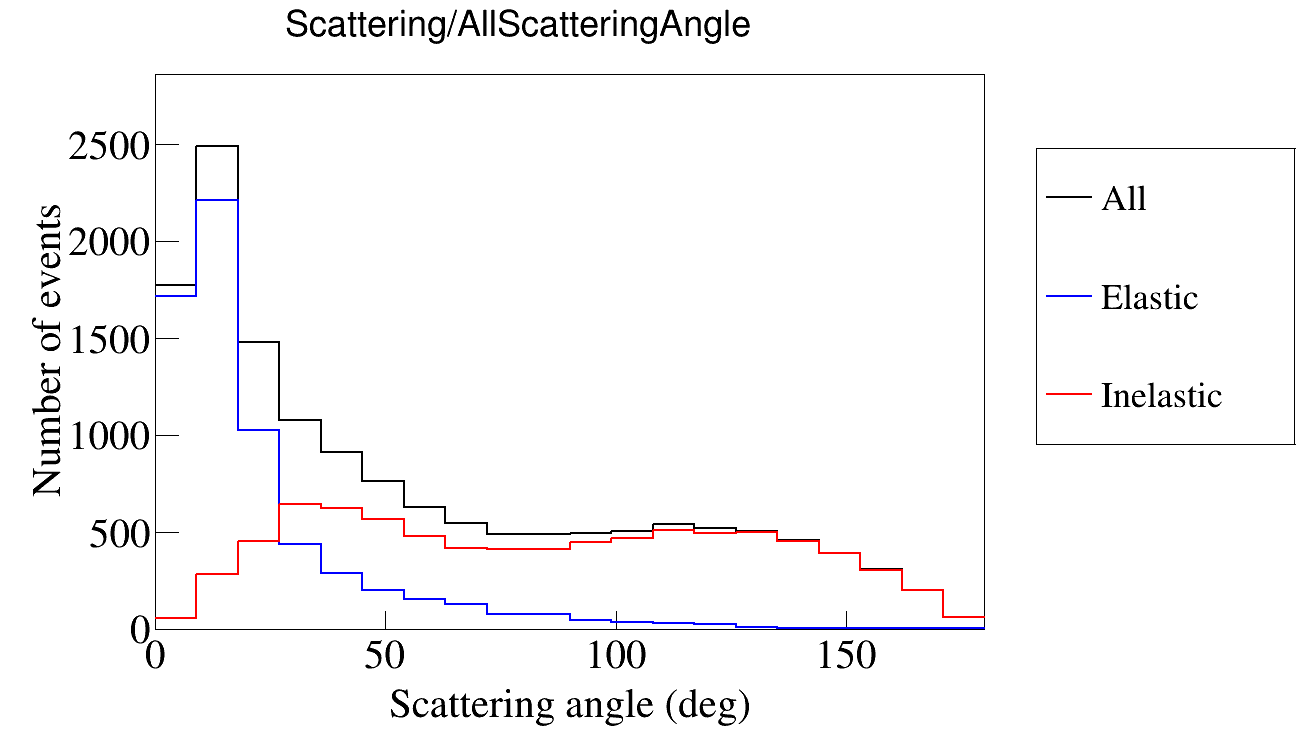 Scattering/AllScatteringAngle
Number of events
2500
2000
1500
1000
500
0
0 50 100 150
Scattering angle (deg)
All
Elastic
Inelastic